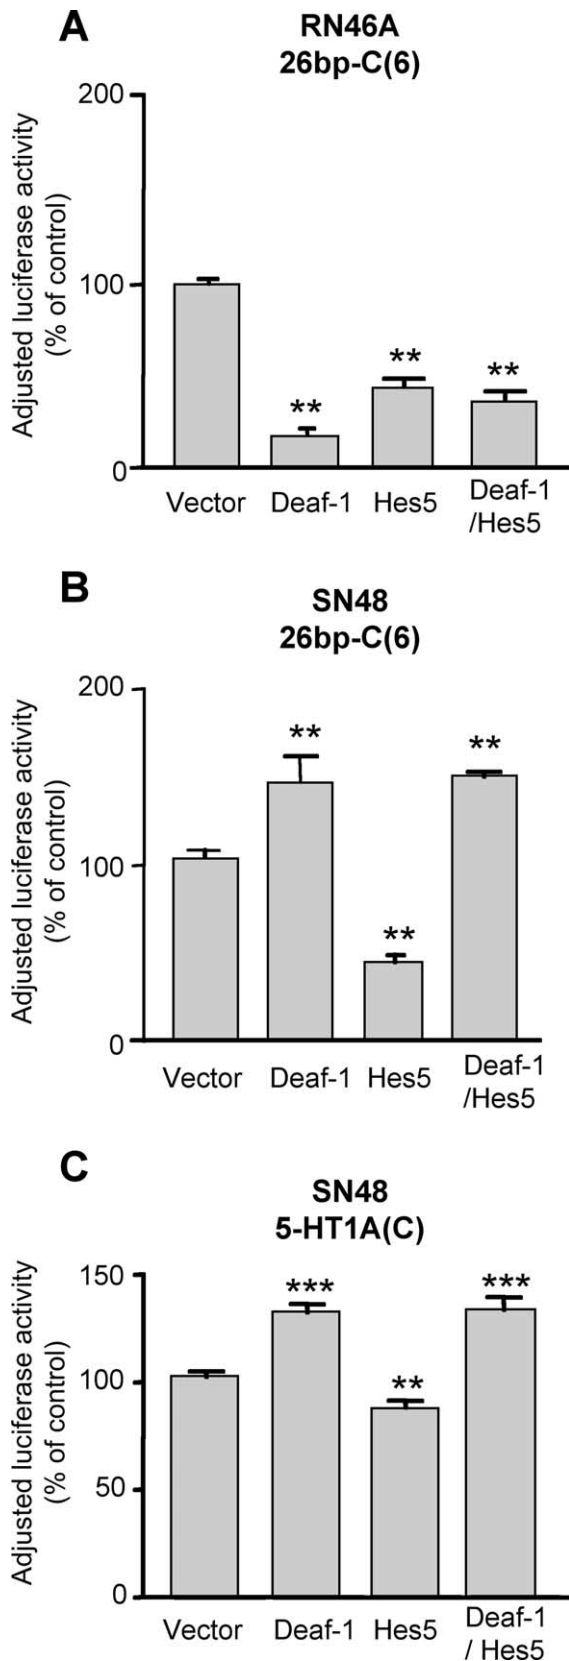 A
RN46A
26bp-C(6)
Adjusted luciferase activity
(% of control)
200
100
0
**
**
**
Vector
Deaf-1
Hes5
Deaf-1
/Hes5
B
SN48
26bp-C(6)
Adjusted luciferase activity
(% of control)
200
100
0
**
**
**
Vector
Deaf-1
Hes5
Deaf-1
/Hes5
C
SN48
5-HT1A(C)
Adjusted luciferase activity
(% of control)
150
100
50
0
***
**
***
Vector
Deaf-1
Hes5
Deaf-1
/ Hes5